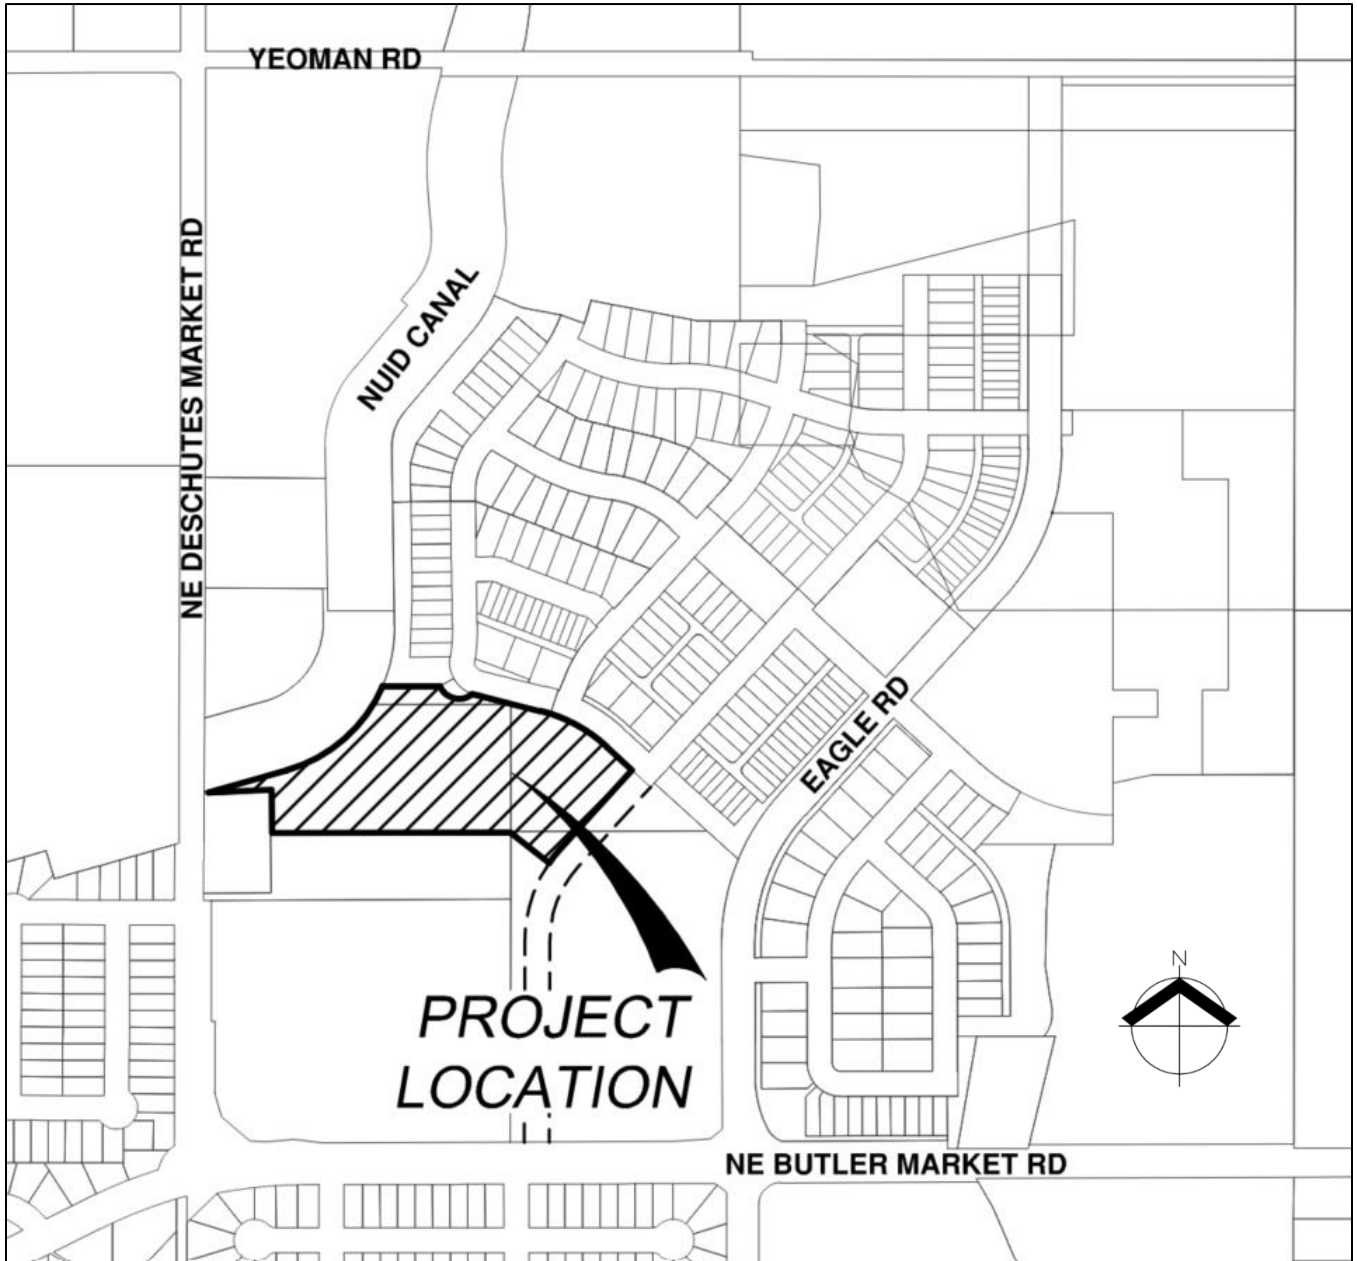 YEOMAN RD
NE DESCHUTES MARKET RD
NUID CANAL
EAGLE RD
N
PROJECT
LOCATION
NE BUTLER MARKET RD